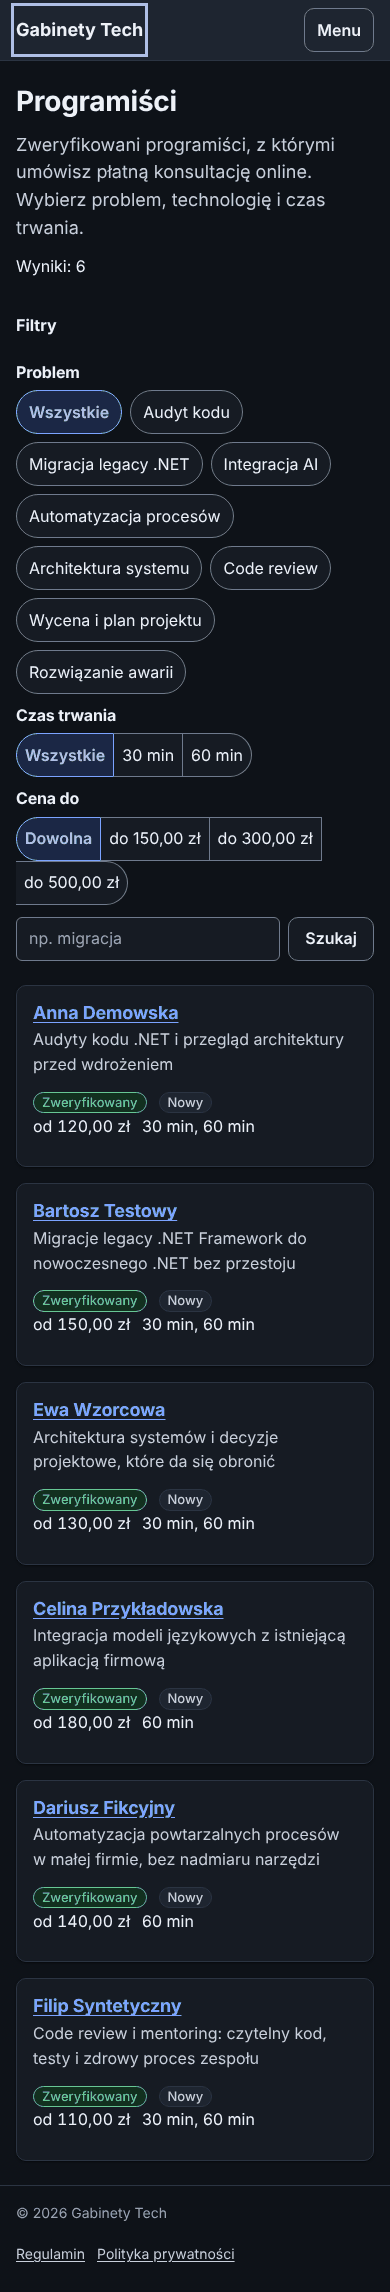 Gabinety Tech
Menu
Programiści
Zweryfikowani programiści, z którymi
umówisz płatną konsultację online.
Wybierz problem, technologię i czas
trwania.
Wyniki: 6
Filtry
Problem
Wszystkie Audyt kodu
Migracja legacy .NET Integracja AI
Automatyzacja procesów
Architektura systemu Code review
Wycena i plan projektu
Rozwiązanie awarii
Czas trwania
Wszystkie 30 min 60 min
Cena do
Dowolna do 150,00 zł do 300,00 zł
do 500,00 zł
np. migracja Szukaj
Anna Demowska
Audyty kodu .NET i przegląd architektury
przed wdrożeniem
Zweryfikowany Nowy
od 120,00 zł 30 min, 60 min
Bartosz Testowy
Migracje legacy .NET Framework do
nowoczesnego .NET bez przestoju
Zweryfikowany Nowy
od 150,00 zł 30 min, 60 min
Ewa Wzorcowa
Architektura systemów i decyzje
projektowe, które da się obronić
Zweryfikowany Nowy
od 130,00 zł 30 min, 60 min
Celina Przykładowska
Integracja modeli językowych z istniejącą
aplikacją firmową
Zweryfikowany Nowy
od 180,00 zł 60 min
Dariusz Fikcyjny
Automatyzacja powtarzalnych procesów
w małej firmie, bez nadmiaru narzędzi
Zweryfikowany Nowy
od 140,00 zł 60 min
Filip Syntetyczny
Code review i mentoring: czytelny kod,
testy i zdrowy proces zespołu
Zweryfikowany Nowy
od 110,00 zł 30 min, 60 min
© 2026 Gabinety Tech
Regulamin Polityka prywatności